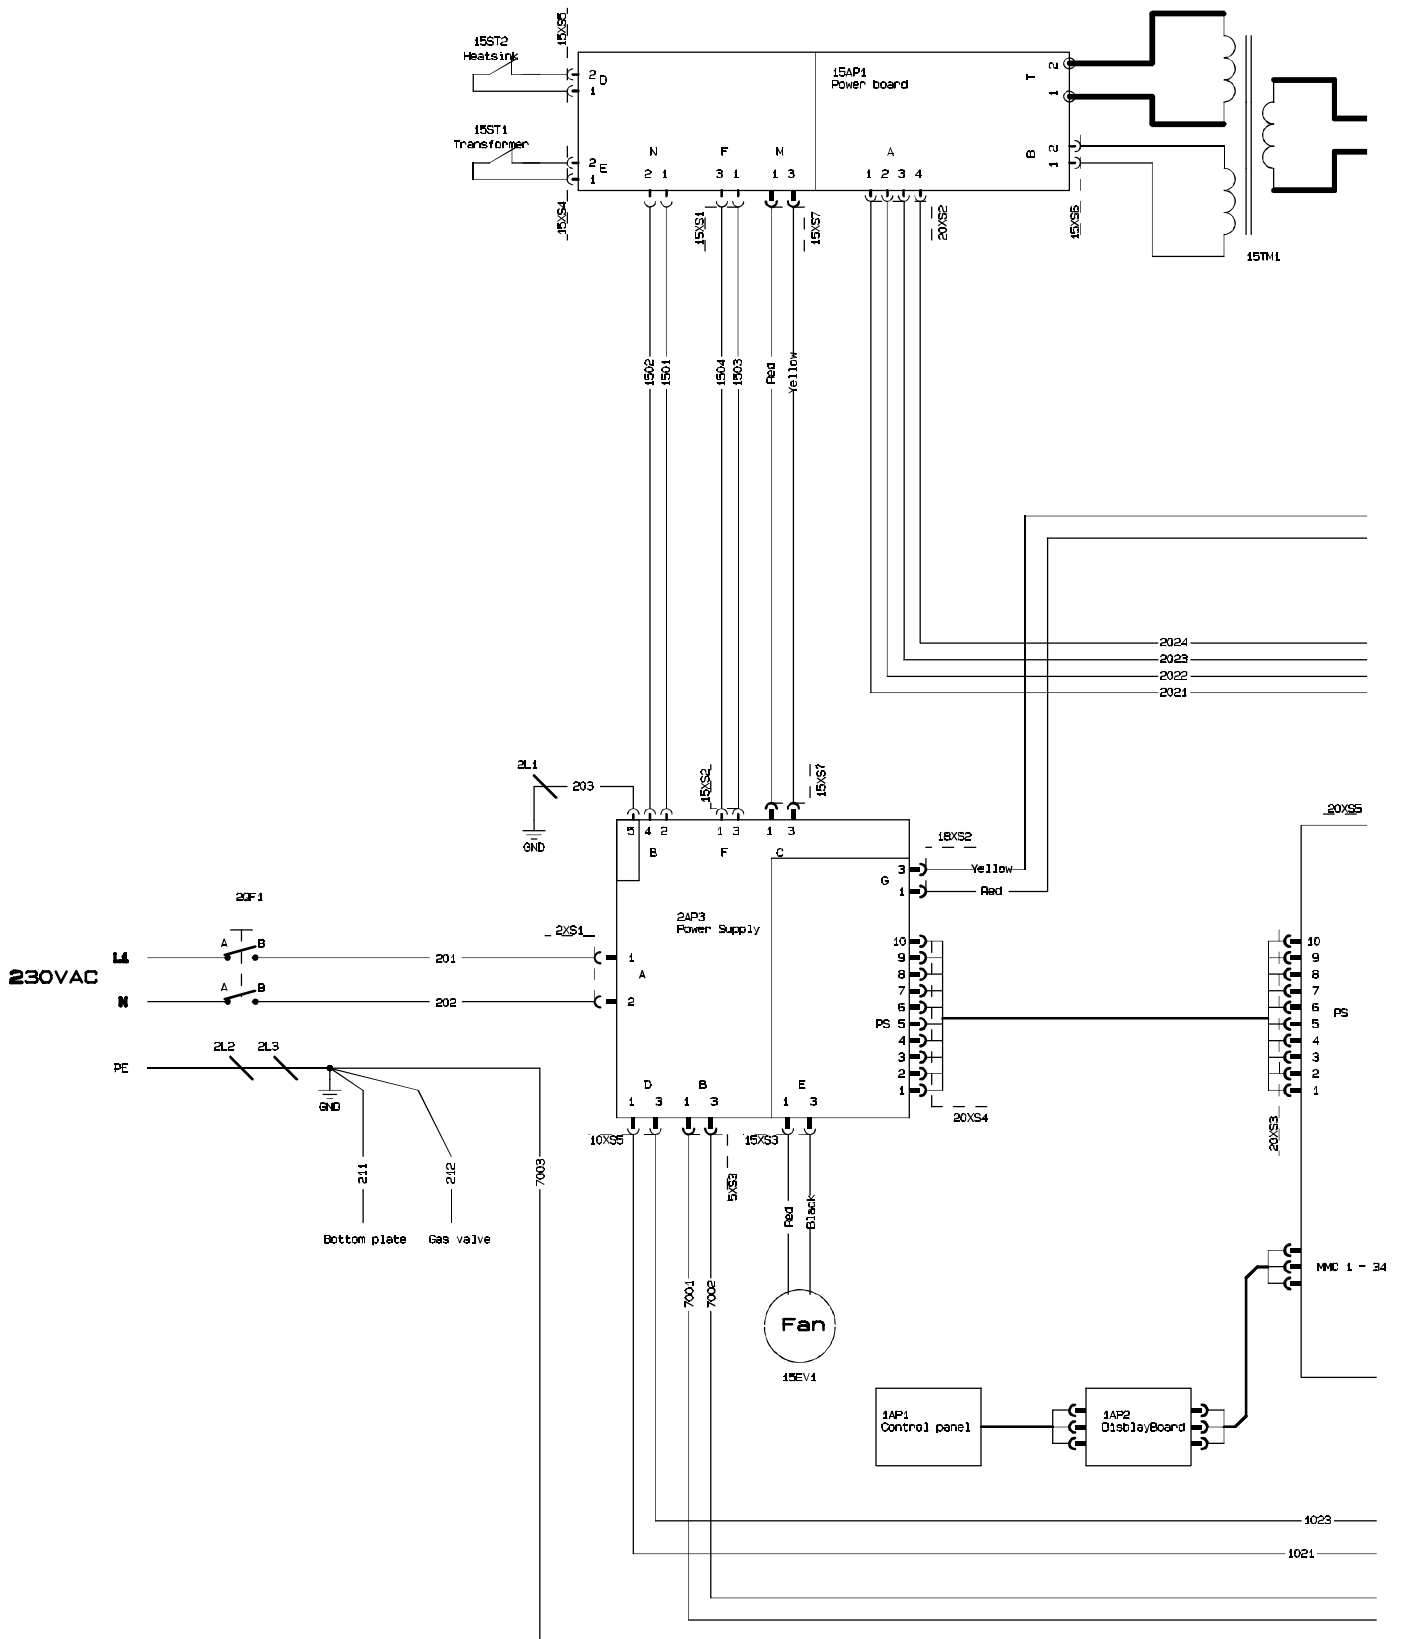 15XS5
15ST2
Heatsink
2 D
1
15ST1
Transformer
2 E
1
15XS4
15AP1
Power board
T
2
1
B
2
1
N
2 1
F
3 1
M
1 3
A
1 2 3 4
15XS1
15XS7
20XS2
15XS6
15TM1
1502
1501
1504
1503
Red
Yellow
2024
2023
2022
2021
2L1
203
GND
15XS2
15XS7
5 4 2
B
1 3
F
1 3
C
18XS2
3
G
1
Yellow
Red
20XS5
2AP3
Power Supply
2QF1
A B
L1
201
2XS1
1
A
230VAC
A B
N
202
2
2L2 2L3
PE
GND
211
212
7003
Bottom plate
Gas valve
10
9
8
7
6
PS 5
4
3
2
1
20XS4
10
9
8
7
6
PS
5
4
3
2
1
20XS3
D
1 3
B
1 3
E
1 3
10XS5
5XS3
15XS3
Red
Black
7001
7002
Fan
15EV1
MMC 1 - 34
1AP1
Control panel
1AP2
DisblayBoard
1023
1021